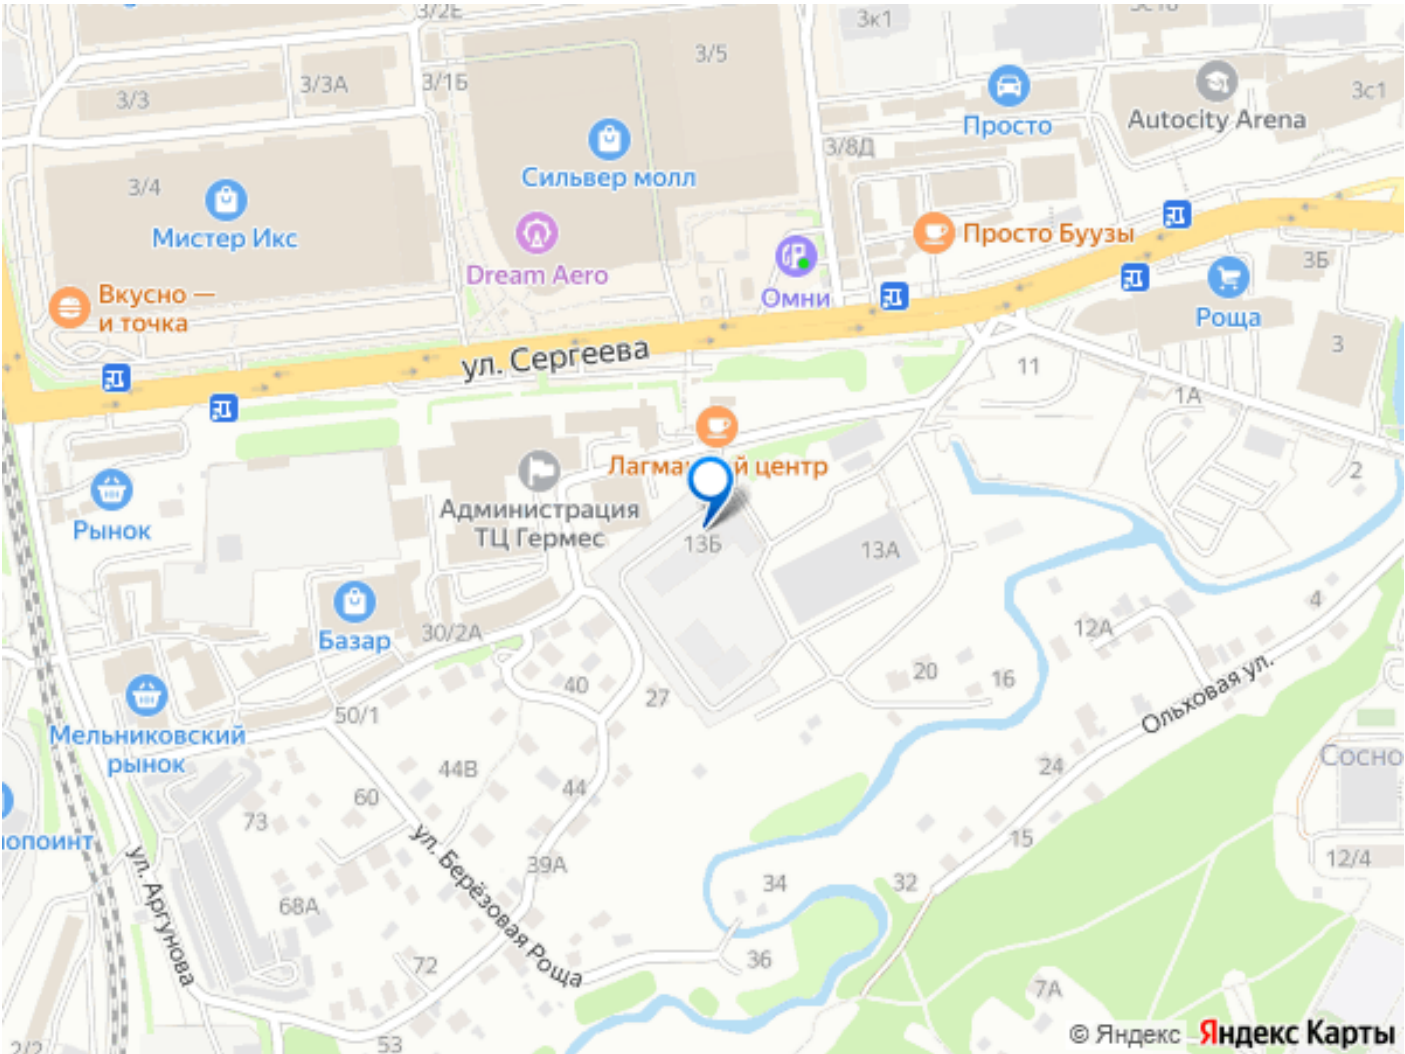 3/2Е
3к1
3/5
3/3
3/3А
3/1Б
3с1
Просто
Autocity Arena
3/8Д
Сильвер молл
3/4
Мистер Икс
Просто Буузы
Dream Aero
Омни
3Б
Вкусно —
и точка
Роща
3
ул. Сергеева
11
1А
Лагма й центр
2
Рынок
Администрация
ТЦ Гермес
13Б
13А
4
Базар
30/2А
12А
20
16
40
27
50/1
Ольховая ул.
Мельниковский
рынок
44В
24
Сосно
60
44
73
опоинт
15
ул. Аргунова
ул. Берёзовая Роща
39А
12/4
34
32
68А
36
72
7А
53
2/2
© Яндекс Яндекс Карты